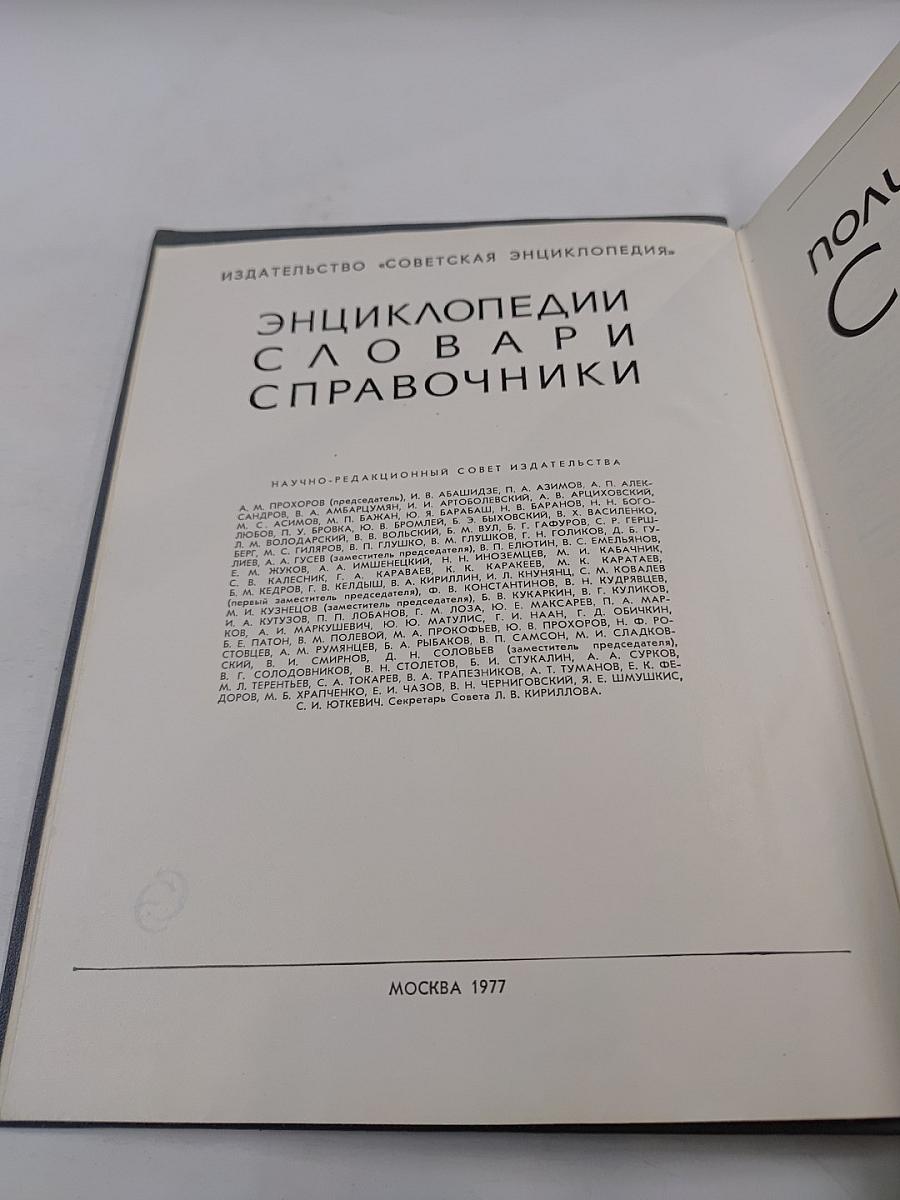 ИЗДАТЕЛЬСТВО «СОВЕТСКАЯ ЭНЦИКЛОПЕДИЯ»
ЭНЦИКЛОПЕДИИ
СЛОВАРИ
СПРАВОЧНИКИ
НАУЧНО-РЕДАКЦИОННЫЙ СОВЕТ ИЗДАТЕЛЬСТВА
А. М. ПРОХОРОВ (председатель), И. В. АБАШИДЗЕ, П. А. АЗИМОВ, А. П. АЛЕК-
САНДРОВ, В. А. АМБАРЦУМЯН, И. И. АРТОБОЛЕВСКИЙ, А. В. АРЦИХОВСКИЙ,
М. С. АСИМОВ, М. П. БАЖАН, Ю. Я. БАРАБАШ, Н. В. БАРАНОВ, Н. Н. БОГО-
ЛЮБОВ, П. У. БРОВКА, Ю. В. БРОМЛЕЙ, Б. Э. БЫХОВСКИЙ, В. Х. ВАСИЛЕНКО,
Л. М. ВОЛОДАРСКИЙ, В. В. ВОЛЬСКИЙ, Б. М. ВУЛ, Б. Г. ГАФУРОВ, С. Р. ГЕРШ-
БЕРГ, М. С. ГИЛЯРОВ, В. П. ГЛУШКО, В. М. ГЛУШКОВ, Г. Н. ГОЛИКОВ, Д. Б. ГУ-
ЛИЕВ, А. А. ГУСЕВ (заместитель председателя), В. П. ЕЛЮТИН, В. С. ЕМЕЛЬЯНОВ,
Е. М. ЖУКОВ, А. А. ИМШЕНЕЦКИЙ, Н. Н. ИНОЗЕМЦЕВ, М. И. КАБАЧНИК,
С. В. КАЛЕСНИК, Г. А. КАРАВАЕВ, К. К. КАРАКЕЕВ, М. К. КАРАТАЕВ,
Б. М. КЕДРОВ, Г. В. КЕЛДЫШ, В. А. КИРИЛЛИН, И. Л. КНУНЯНЦ, С. М. КОВАЛЕВ
(первый заместитель председателя), Ф. В. КОНСТАНТИНОВ, В. Н. КУДРЯВЦЕВ,
М. И. КУЗНЕЦОВ (заместитель председателя), Б. В. КУКАРКИН, В. Г. КУЛИКОВ,
И. А. КУТУЗОВ, П. П. ЛОБАНОВ, Г. М. ЛОЗА, Ю. Е. МАКСАРЕВ, П. А. МАР-
КОВ, А. И. МАРКУШЕВИЧ, Ю. Ю. МАТУЛИС, Г. И. НААН, Г. Д. ОБИЧКИН,
Б. Е. ПАТОН, В. М. ПОЛЕВОЙ, М. А. ПРОКОФЬЕВ, Ю. В. ПРОХОРОВ, Н. Ф. РО-
СТОВЦЕВ, А. М. РУМЯНЦЕВ, Б. А. РЫБАКОВ, В. П. САМСОН, М. И. СЛАДКОВ-
СКИЙ, В. И. СМИРНОВ, Д. Н. СОЛОВЬЕВ (заместитель председателя),
В. Г. СОЛОДОВНИКОВ, В. Н. СТОЛЕТОВ, Б. И. СТУКАЛИН, А. А. СУРКОВ,
М. Л. ТЕРЕНТЬЕВ, С. А. ТОКАРЕВ, В. А. ТРАПЕЗНИКОВ, А. Т. ТУМАНОВ, Е. К. ФЕ-
ДОРОВ, М. Б. ХРАПЧЕНКО, Е. И. ЧАЗОВ, В. Н. ЧЕРНИГОВСКИЙ, Я. Е. ШМУШКИС,
С. И. ЮТКЕВИЧ. Секретарь Совета Л. В. КИРИЛЛОВА.
МОСКВА 1977